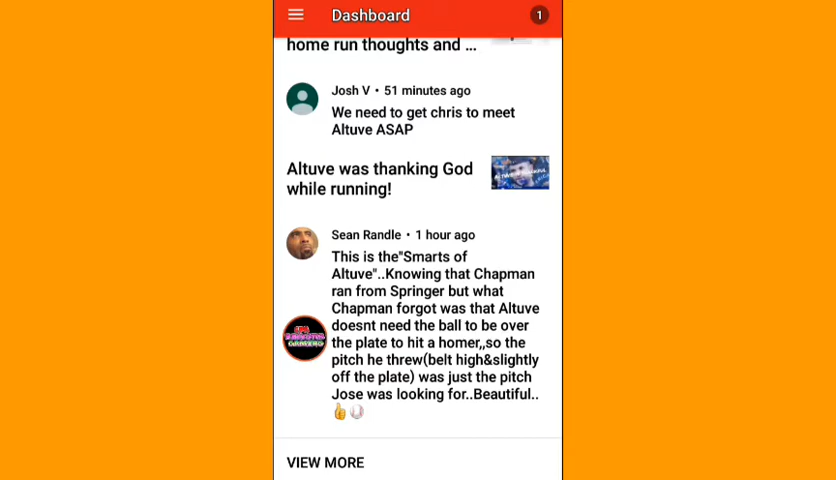 Dashboard
1
home run thoughts and ...
Josh V • 51 minutes ago
We need to get chris to meet
Altuve ASAP
Altuve was thanking God
while running!
Sean Randle • 1 hour ago
This is the"Smarts of
Altuve"..Knowing that Chapman
ran from Springer but what
Chapman forgot was that Altuve
doesnt need the ball to be over
the plate to hit a homer,,so the
pitch he threw(belt high&slightly
off the plate) was just the pitch
Jose was looking for..Beautiful..
VIEW MORE